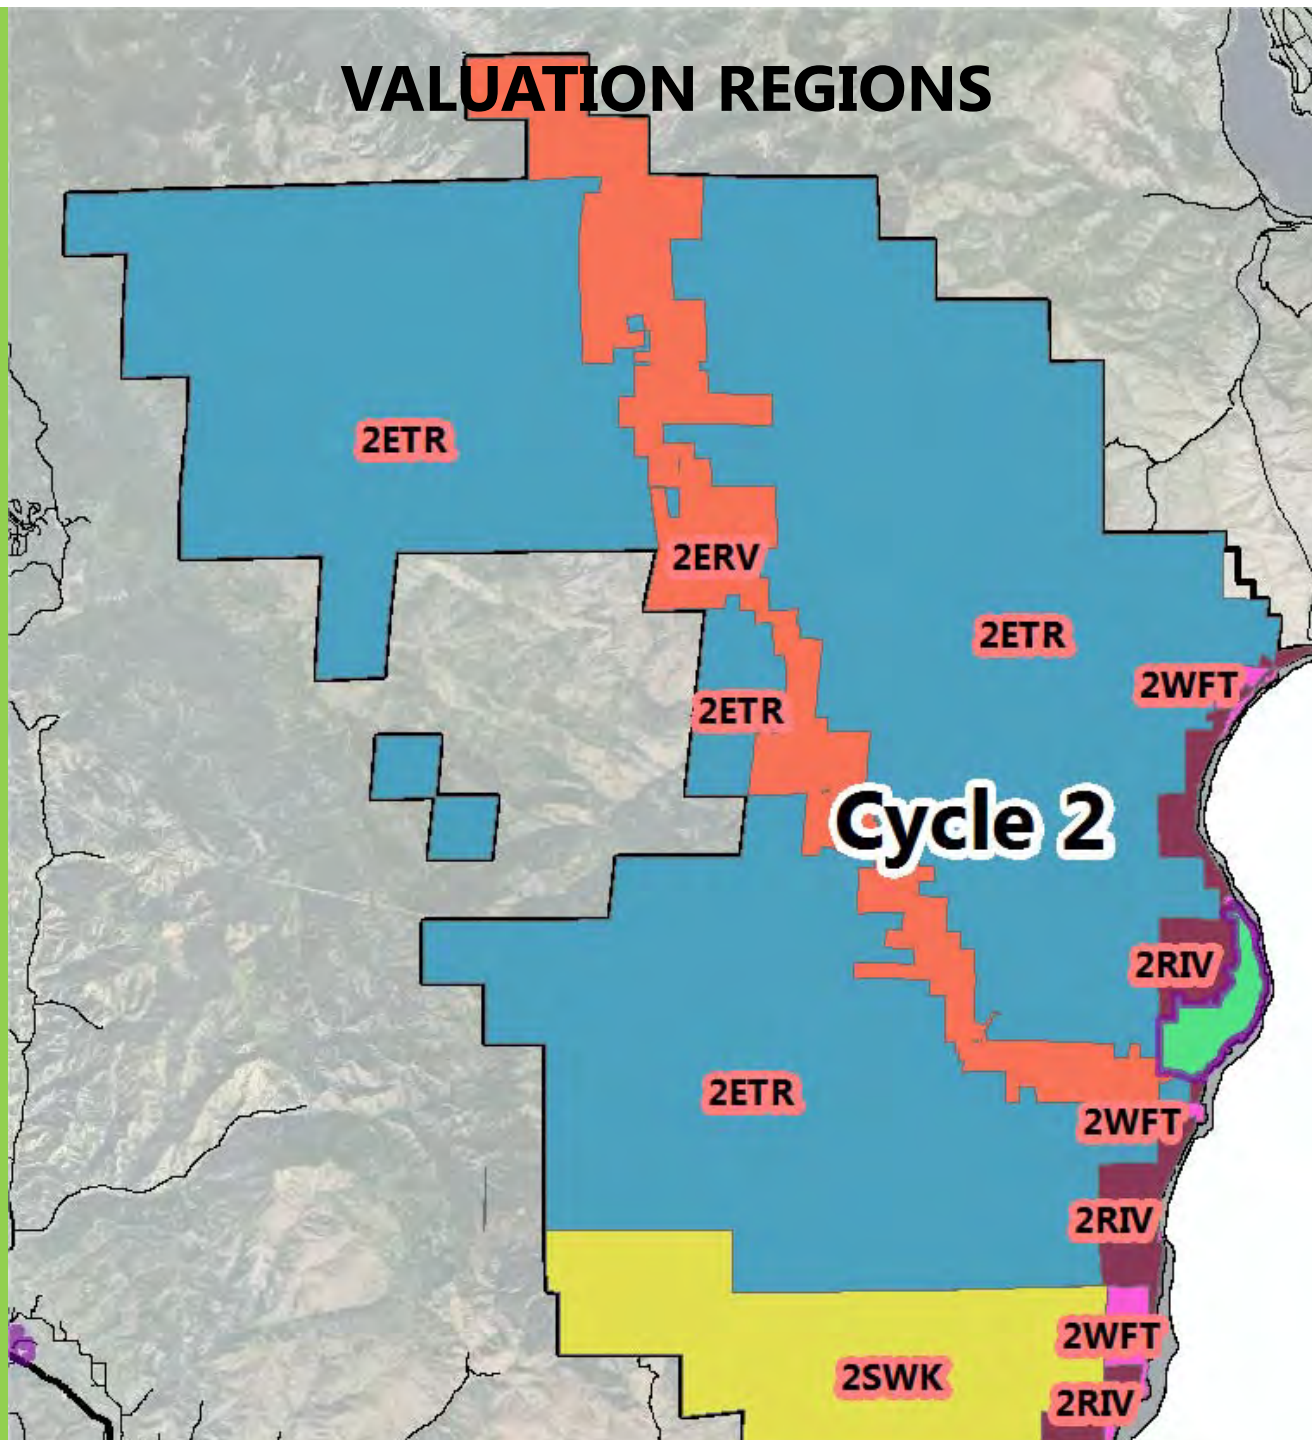 VALUATION REGIONS
2ETR
2ERV
2ETR
2WFT
2ETR
Cycle 2
2RIV
2ETR
2WFT
2RIV
2WFT
2SWK
2RIV